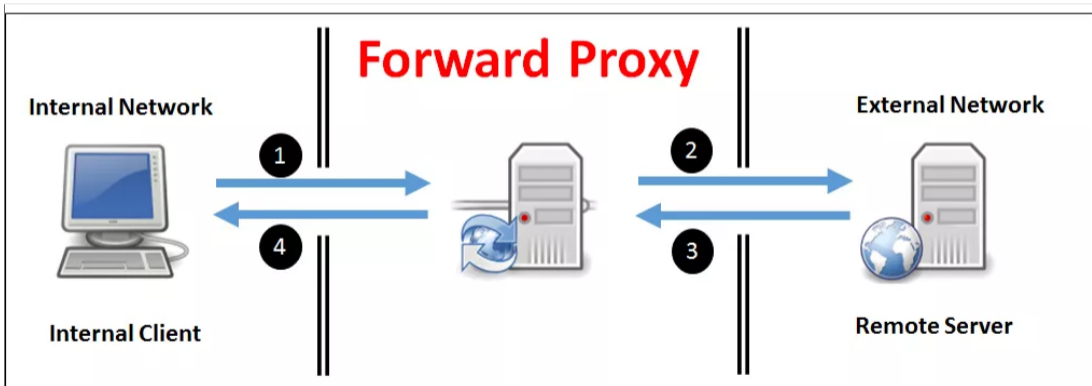 Forward Proxy
Internal Network
External Network
1
2
4
3
Internal Client
Remote Server